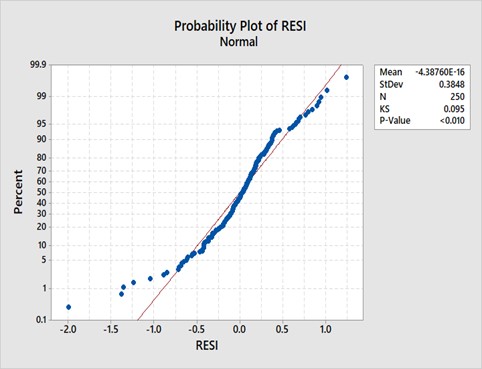 Probability Plot of RESI
Normal
99.9
99
95
90
80
70
60
50
40
30
20
10
5
1
0.1
Percent
-2.0 -1.5 -1.0 -0.5 0.0 0.5 1.0
RESI
Mean -4.38760E-16
StDev 0.3848
N 250
KS 0.095
P-Value <0.010